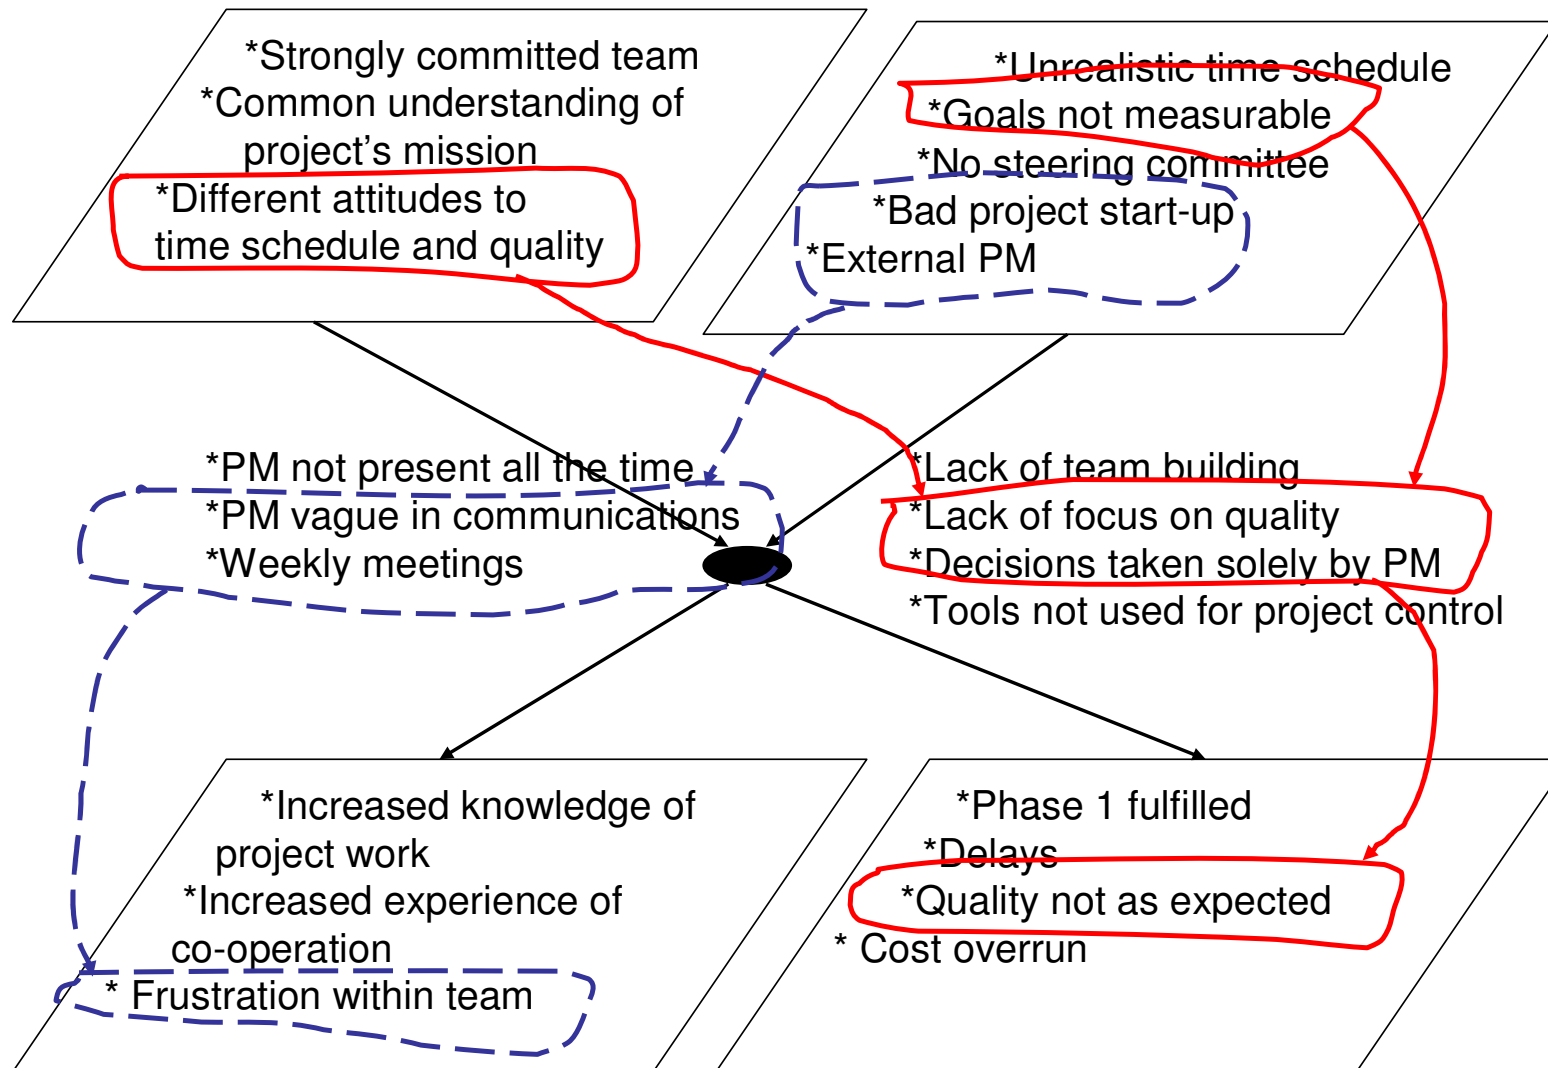 *Strongly committed team
*Common understanding of
project's mission
*Different attitudes to
time schedule and quality
*Unrealistic time schedule
*Goals not measurable
*No steering committee
*Bad project start-up
*External PM
*PM not present all the time
*PM vague in communications
*Weekly meetings
*Lack of team building
*Lack of focus on quality
*Decisions taken solely by PM
*Tools not used for project control
*Increased knowledge of
project work
*Increased experience of
co-operation
* Frustration within team
*Phase 1 fulfilled
*Delays
*Quality not as expected
* Cost overrun